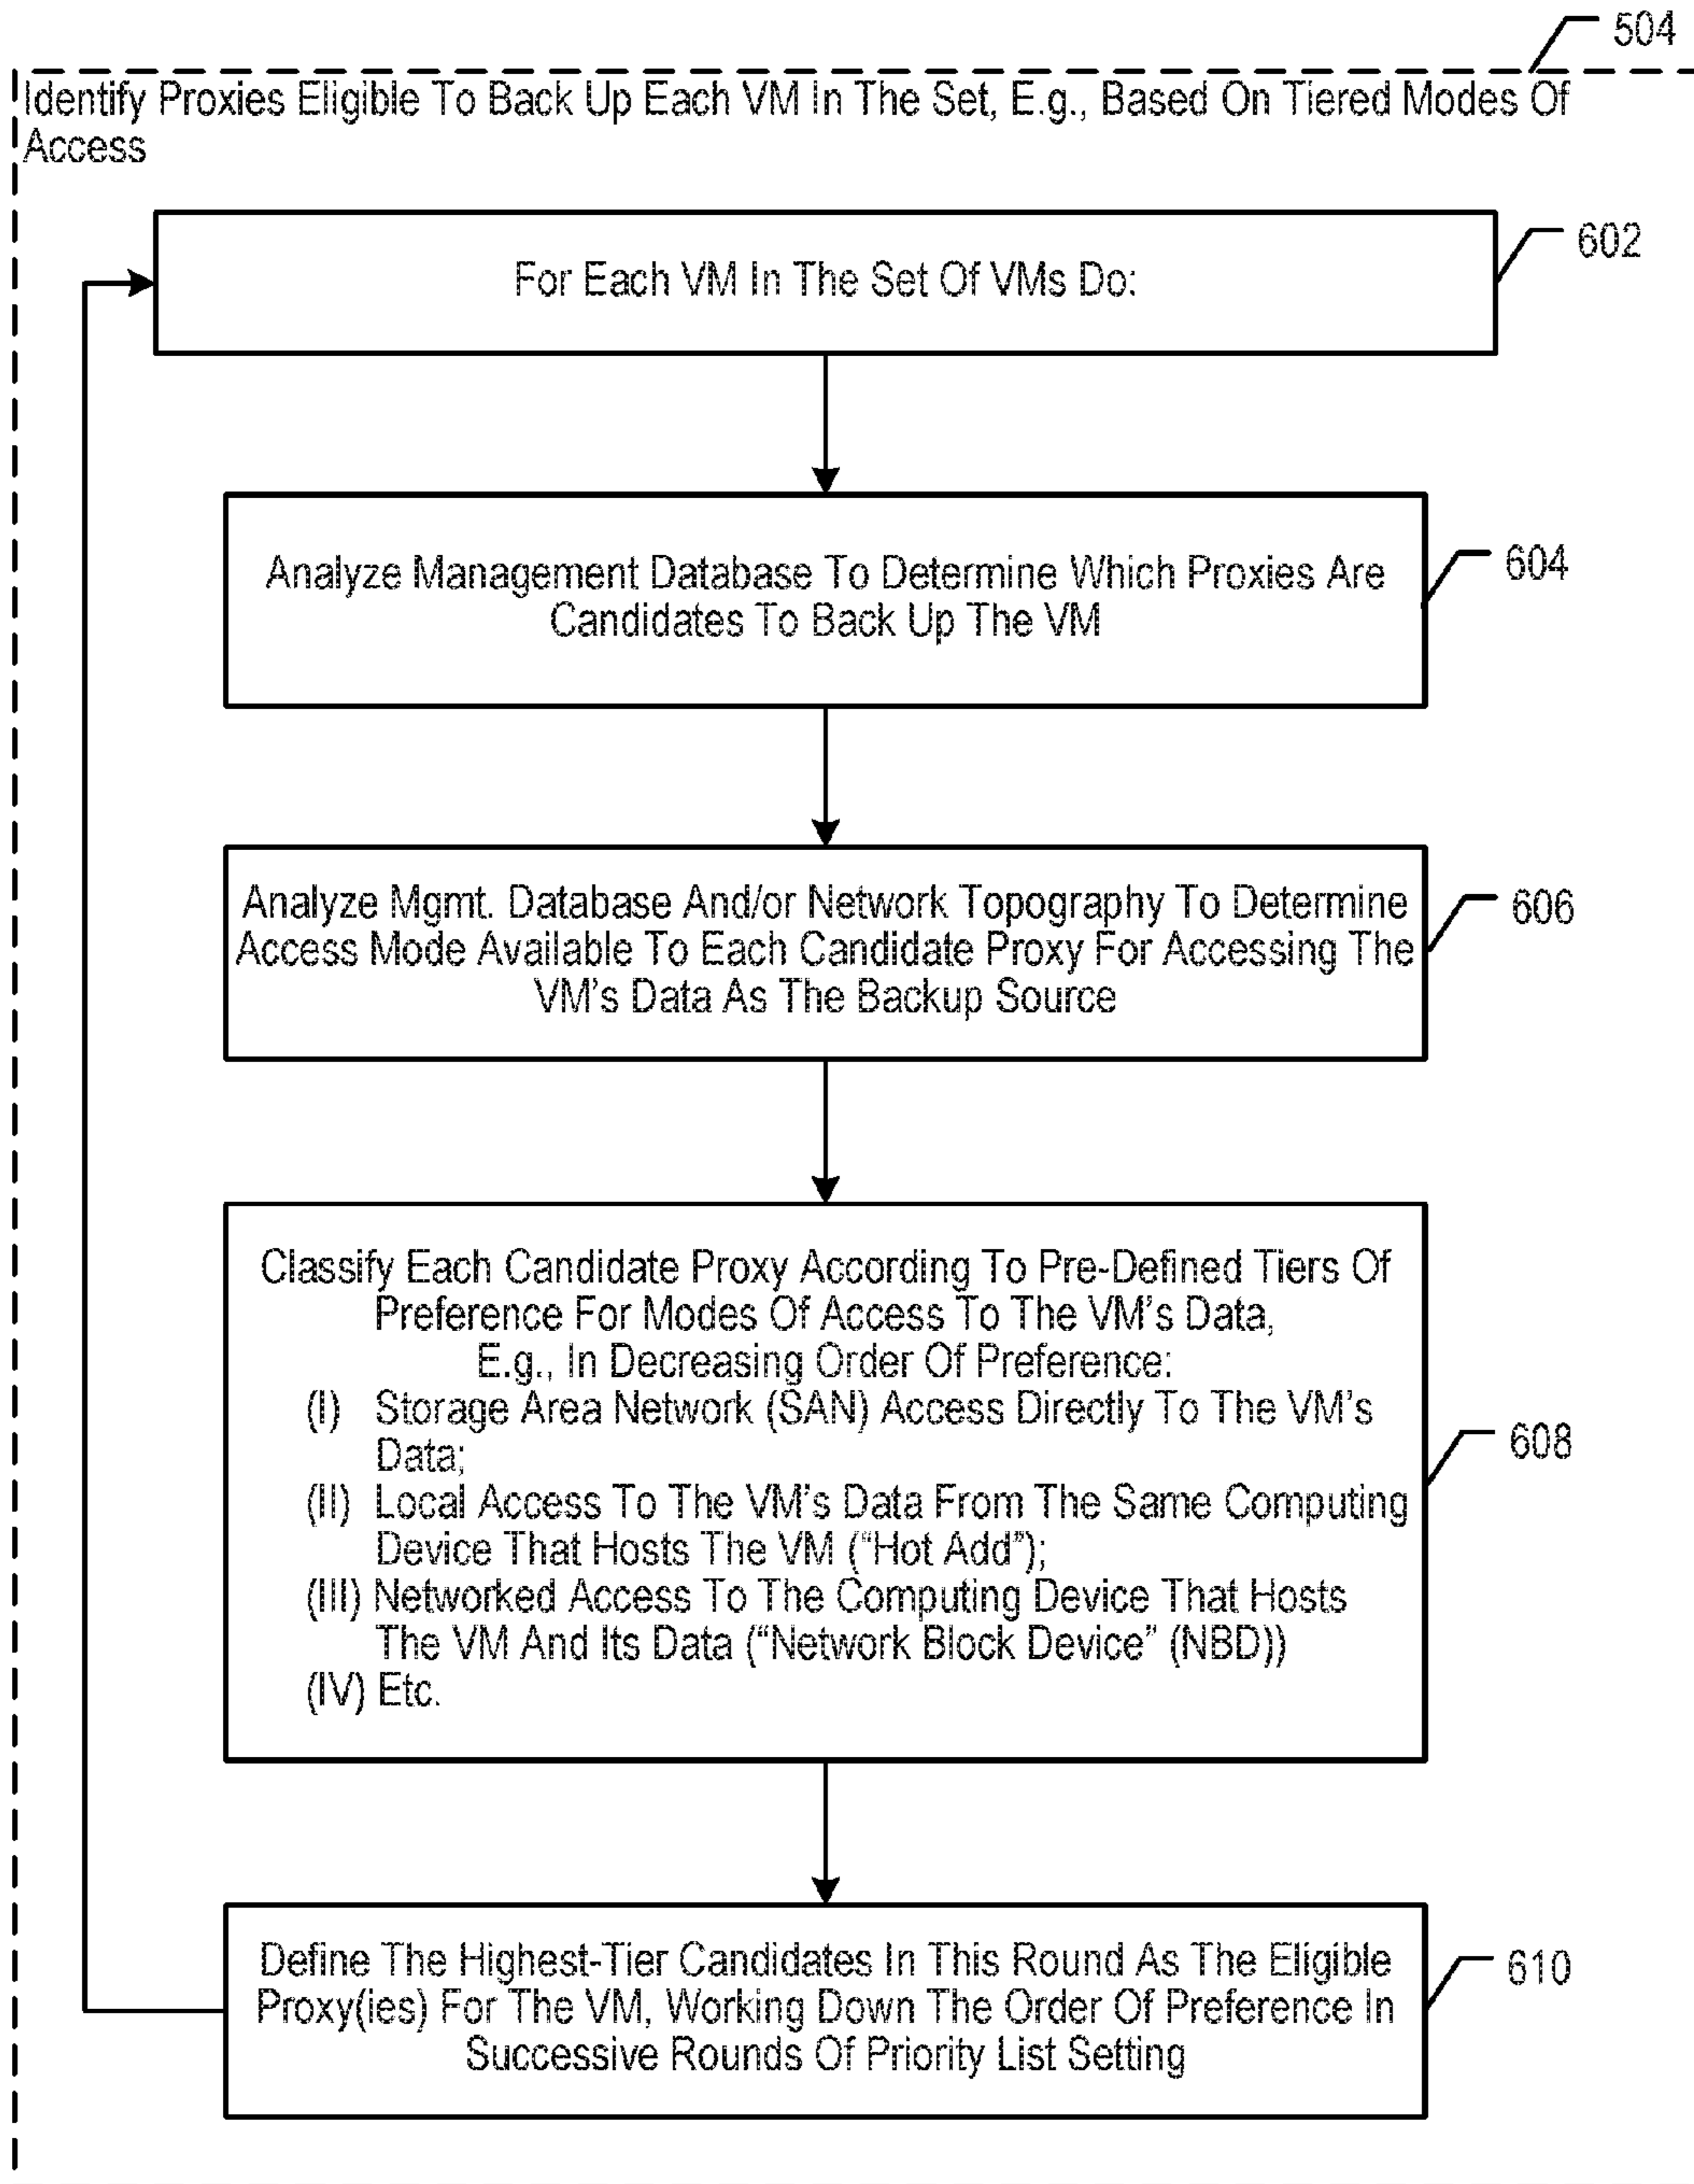 504
Identify Proxies Eligible To Back Up Each VM In The Set, E.g., Based On Tiered Modes Of
Access
602
For Each VM In The Set Of VMs Do:
604
Analyze Management Database To Determine Which Proxies Are
Candidates To Back Up The VM
606
Analyze Mgmt. Database And/or Network Topography To Determine
Access Mode Available To Each Candidate Proxy For Accessing The
VM's Data As The Backup Source
Classify Each Candidate Proxy According To Pre-Defined Tiers Of
Preference For Modes Of Access To The VM's Data,
E.g., In Decreasing Order Of Preference:
(I) Storage Area Network (SAN) Access Directly To The VM's
Data;
608
(II) Local Access To The VM's Data From The Same Computing
Device That Hosts The VM ("Hot Add");
(III) Networked Access To The Computing Device That Hosts
The VM And Its Data ("Network Block Device" (NBD))
(IV) Etc.
610
Define The Highest-Tier Candidates In This Round As The Eligible
Proxy(ies) For The VM, Working Down The Order Of Preference In
Successive Rounds Of Priority List Setting